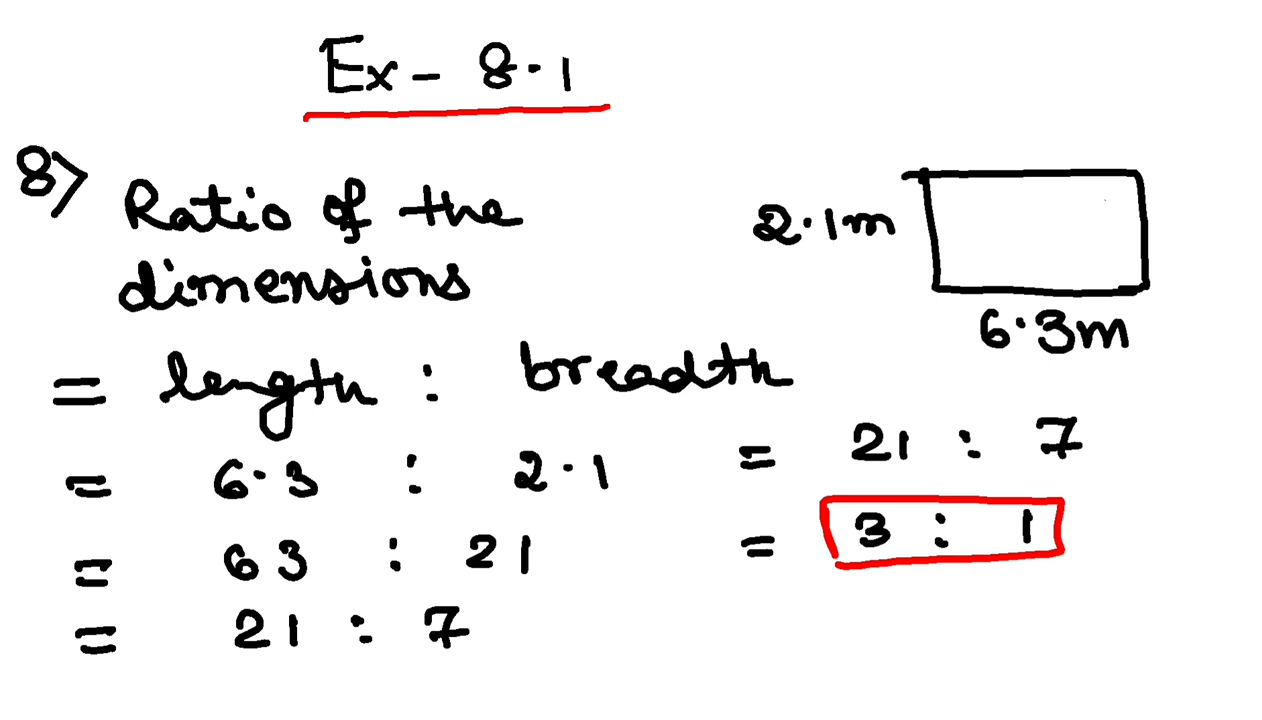 Ex - 8.1
8) Ratio of the
dimensions
= length : breadth
= 6.3 : 2.1
= 63 : 21
= 21 : 7
2.1m
6.3m
= 21 : 7
= 3 : 1